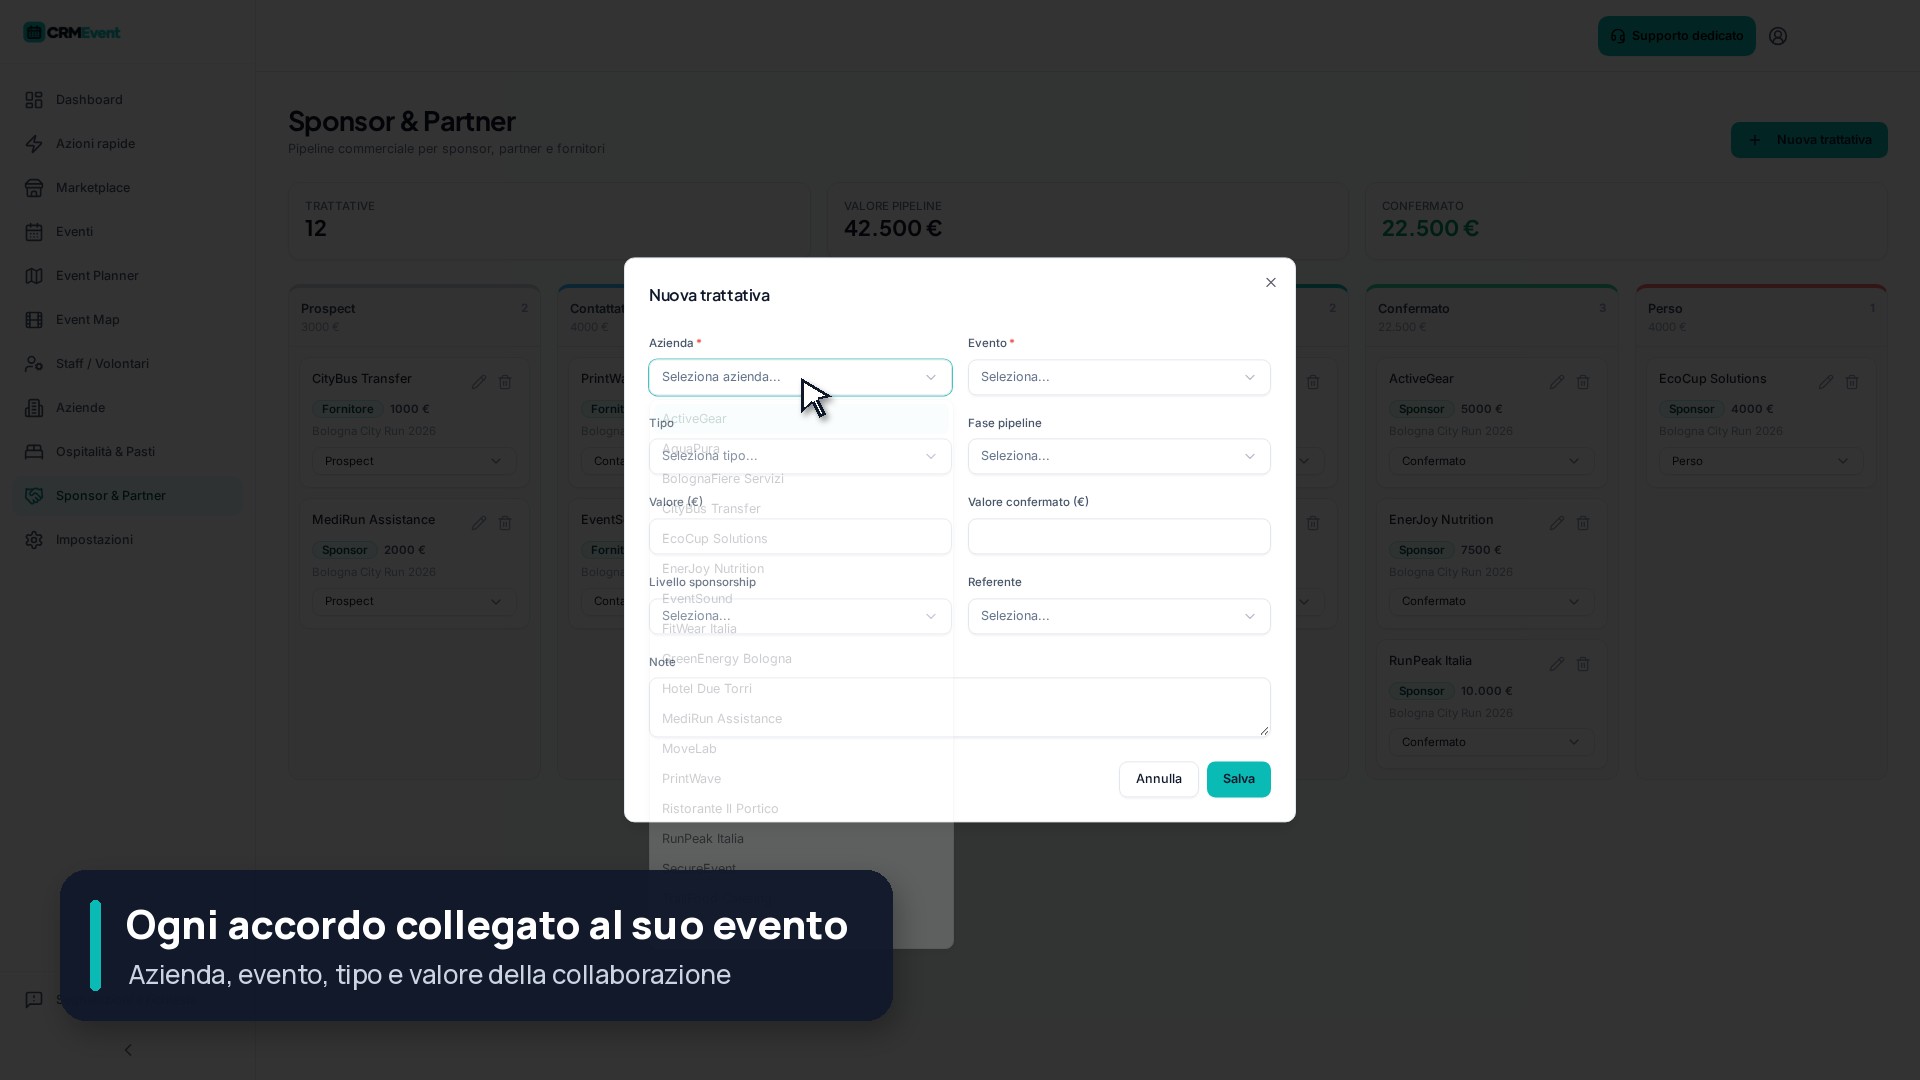 CRMEvent
Supporto dedicato
Dashboard
Azioni rapide
Marketplace
Eventi
Event Planner
Event Map
Staff / Volontari
Aziende
Ospitalità & Pasti
Sponsor & Partner
Impostazioni
Sponsor & Partner
Pipeline commerciale per sponsor, partner e fornitori
Nuova trattativa
TRATTATIVE
12
VALORE PIPELINE
42.500 €
CONFERMATO
22.500 €
Prospect
2
3000 €
CityBus Transfer
Fornitore 1000 €
Bologna City Run 2026
Prospect
MediRun Assistance
Sponsor 2000 €
Bologna City Run 2026
Prospect
4000 €
2
Confermato
3
22.500 €
ActiveGear
Sponsor 5000 €
Bologna City Run 2026
Confermato
EnerJoy Nutrition
Sponsor 7500 €
Bologna City Run 2026
Confermato
RunPeak Italia
Sponsor 10.000 €
Bologna City Run 2026
Confermato
Perso
1
4000 €
EcoCup Solutions
Sponsor 4000 €
Bologna City Run 2026
Perso
Nuova trattativa
Azienda *
Seleziona azienda...
Evento *
Seleziona...
Tipo
Seleziona tipo...
Fase pipeline
Seleziona...
Valore (€)
Valore confermato (€)
Livello sponsorship
Seleziona...
Referente
Seleziona...
Note
ActiveGear
AquaPura
BolognaFiere Servizi
CityBus Transfer
EcoCup Solutions
EnerJoy Nutrition
EventSound
FitWear Italia
GreenEnergy Bologna
Hotel Due Torri
MediRun Assistance
MoveLab
PrintWave
Ristorante Il Portico
RunPeak Italia
SecureEvent
Annulla
Salva
Ogni accordo collegato al suo evento
Azienda, evento, tipo e valore della collaborazione